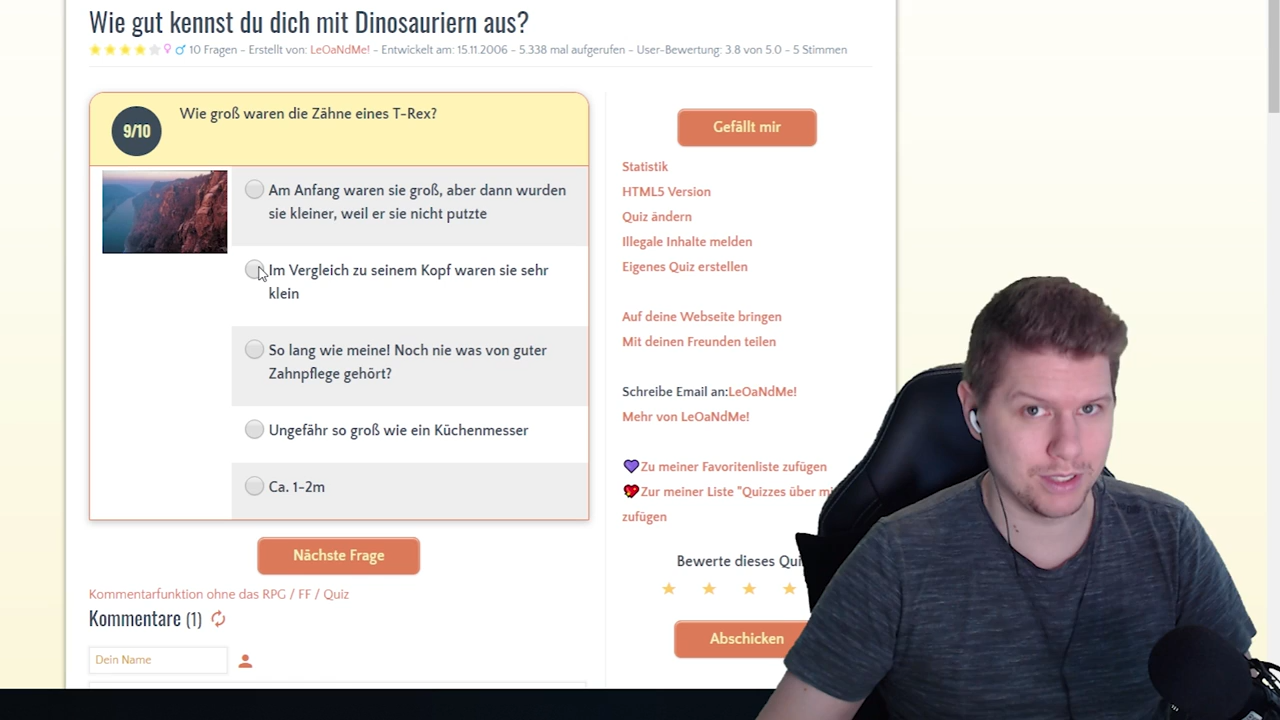 Wie gut kennst du dich mit Dinosauriern aus?
10 Fragen - Erstellt von: LeOaNdMe! - Entwickelt am: 15.11.2006 - 5.338 mal aufgerufen - User-Bewertung: 3.8 von 5.0 - 5 Stimmen
9/10
Wie groß waren die Zähne eines T-Rex?
Am Anfang waren sie groß, aber dann wurden
sie kleiner, weil er sie nicht putzte
Im Vergleich zu seinem Kopf waren sie sehr
klein
So lang wie meine! Noch nie was von guter
Zahnpflege gehört?
Ungefähr so groß wie ein Küchenmesser
Ca. 1-2m
Nächste Frage
Kommentarfunktion ohne das RPG / FF / Quiz
Kommentare (1)
Dein Name
Gefällt mir
Statistik
HTML5 Version
Quiz ändern
Illegale Inhalte melden
Eigenes Quiz erstellen
Auf deine Webseite bringen
Mit deinen Freunden teilen
Schreibe Email an:LeOaNdMe!
Mehr von LeOaNdMe!
Zu meiner Favoritenliste zufügen
Zur meiner Liste "Quizzes über mi
zufügen
Bewerte dieses Qui
Abschicken